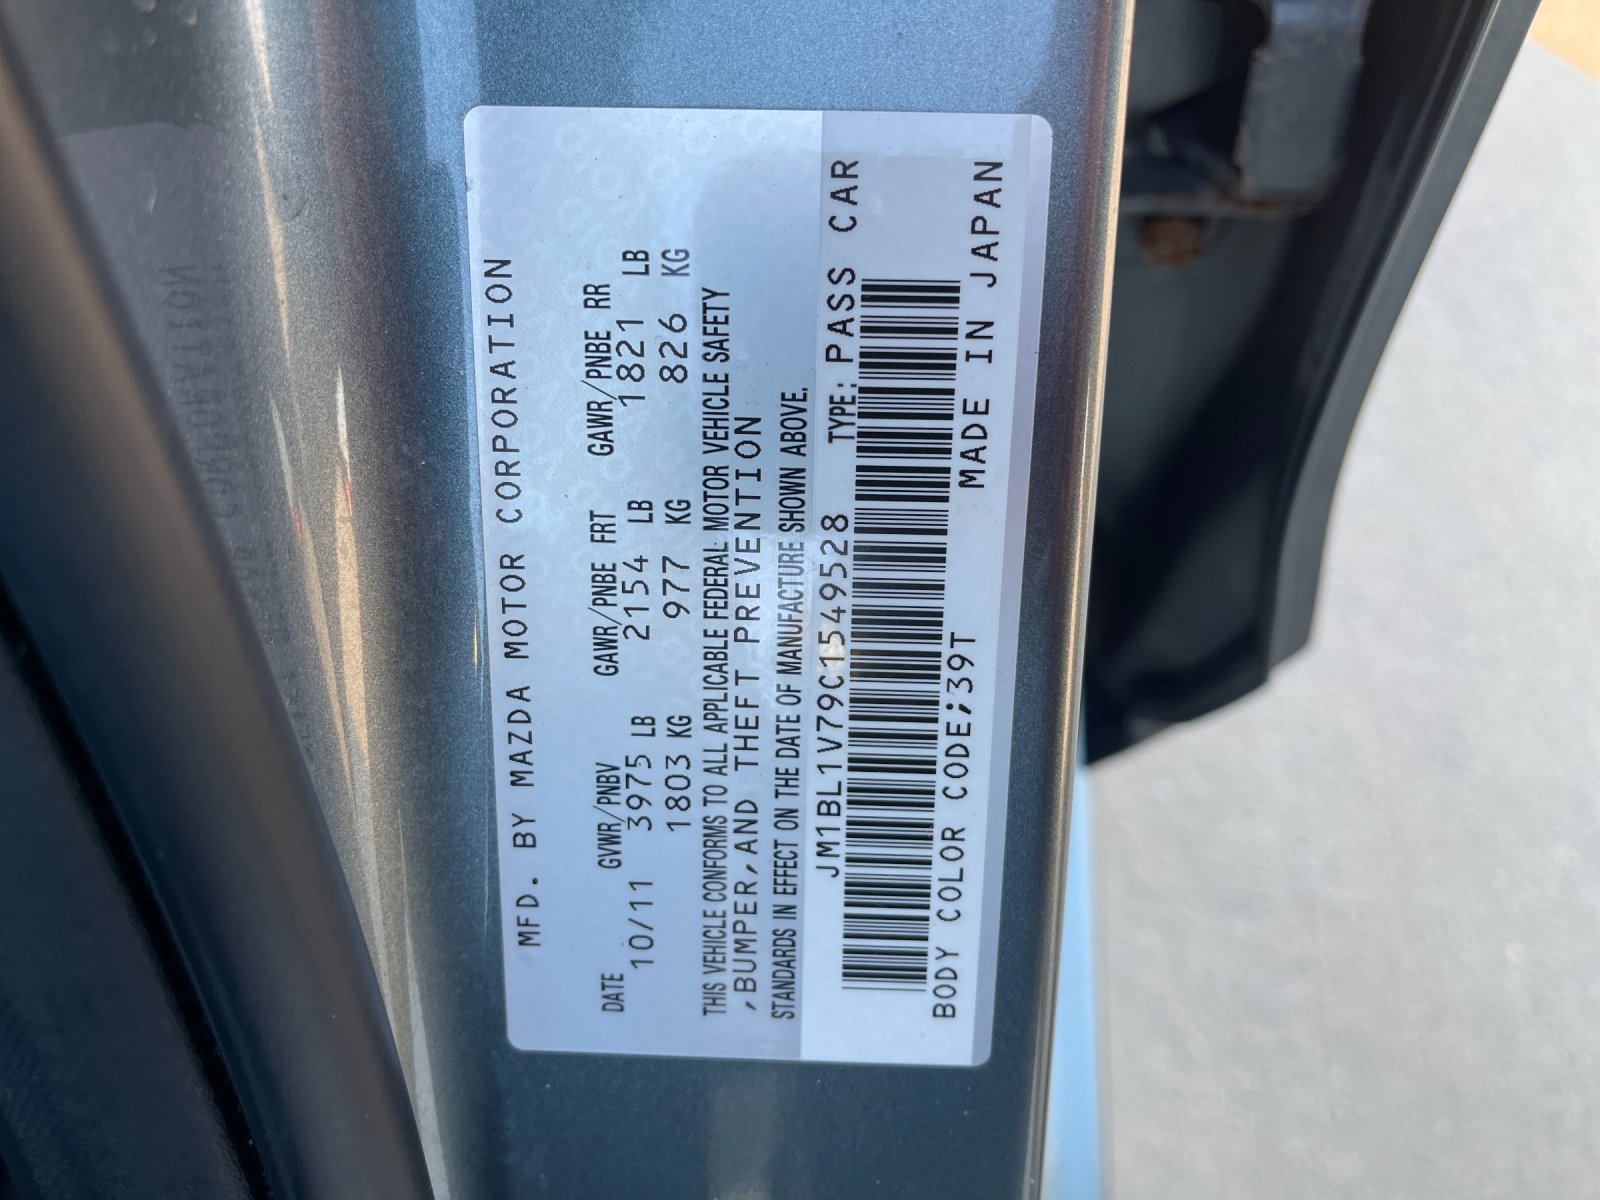 MFD. BY MAZDA MOTOR CORPORATION
DATE GVWR/PNBV GAWR/PNBE FRT GAWR/PNBE RR
10/11 3975 LB 2154 LB 1821 LB
1803 KG 977 KG 826 KG
THIS VEHICLE CONFORMS TO ALL APPLICABLE FEDERAL MOTOR VEHICLE SAFETY
,BUMPER,AND THEFT PREVENTION
STANDARDS IN EFFECT ON THE DATE OF MANUFACTURE SHOWN ABOVE.
JM1BL1V79C1549528 TYPE: PASS CAR
BODY COLOR CODE;39T MADE IN JAPAN